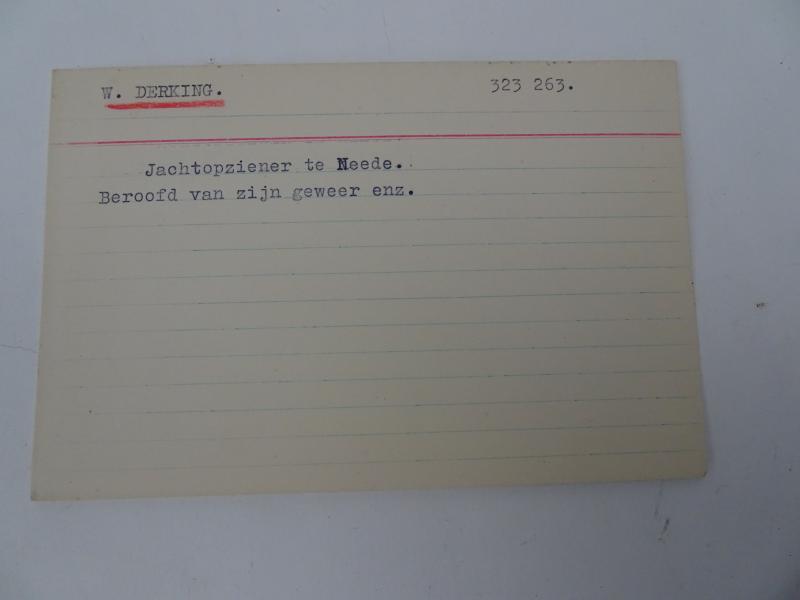 W. DERKING. 323 263.
Jachtopziener te Neede.
Beroofd van zijn geweer enz.